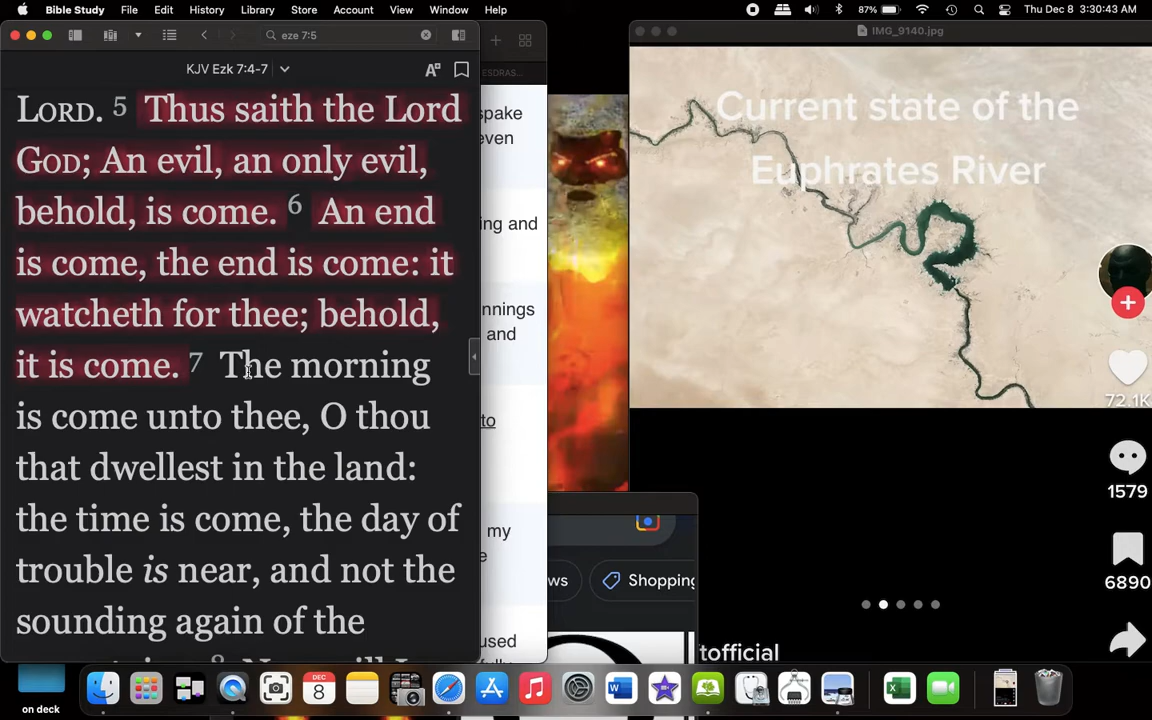 Bible Study File Edit History Library Store Account View Window Help 87% Thu Dec 8 3:30:43 AM
eze 7:5
KJV Ezk 7:4-7
LORD. 5 Thus saith the Lord
GOD; An evil, an only evil,
behold, is come. 6 An end
is come, the end is come: it
watcheth for thee; behold,
it is come. 7 The morning
is come unto thee, O thou
that dwellest in the land:
the time is come, the day of
trouble is near, and not the
sounding again of the
ESDRAS...
spake
even
ing and
nnings
and
to
my
e
used
IMG_9140.jpg
Current state of the
Euphrates River
72.1K
1579
6890
ws
Shopping
tofficial
DEC
8
on deck